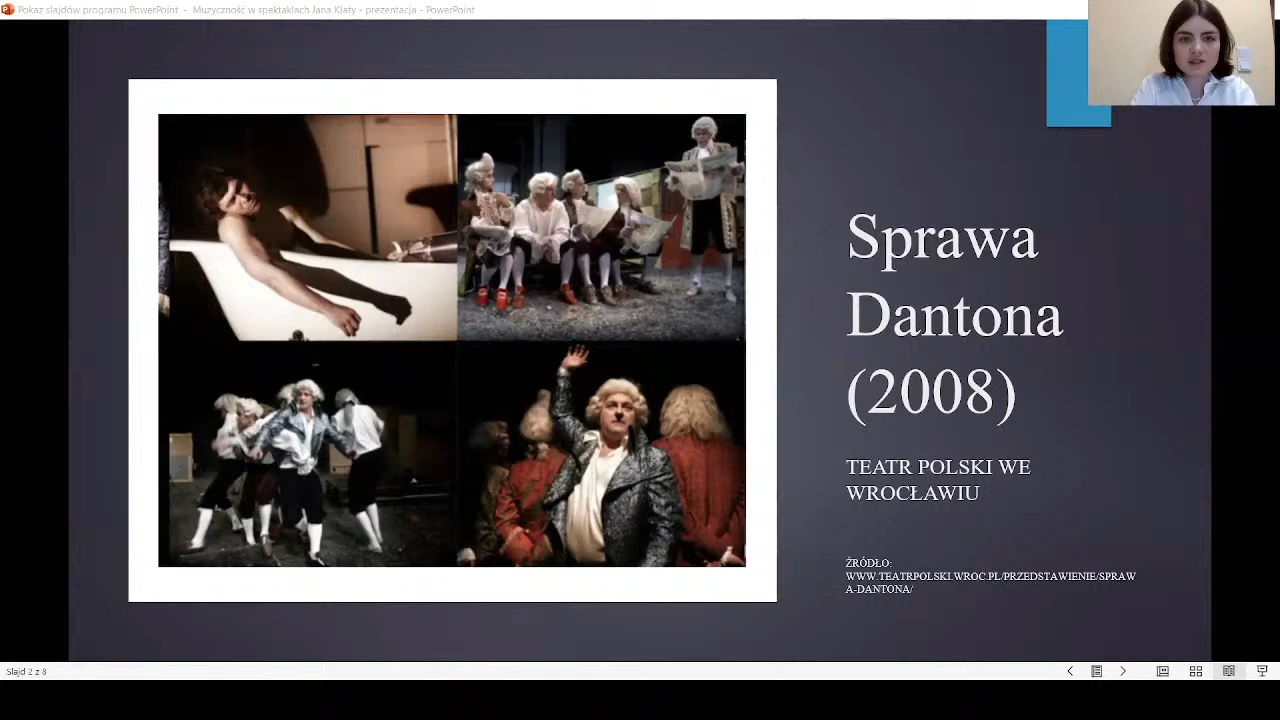 Pokaz slajdów programu PowerPoint - Muzyczność w spektaklach Jana Klaty - prezentacja - PowerPoint
Sprawa
Dantona
(2008)
TEATR POLSKI WE
WROCŁAWIU
ŹRÓDŁO:
WWW.TEATRPOLSKI.WROC.PL/PRZEDSTAWIENIE/SPRAW
A-DANTONA/
Slajd 2 z 8